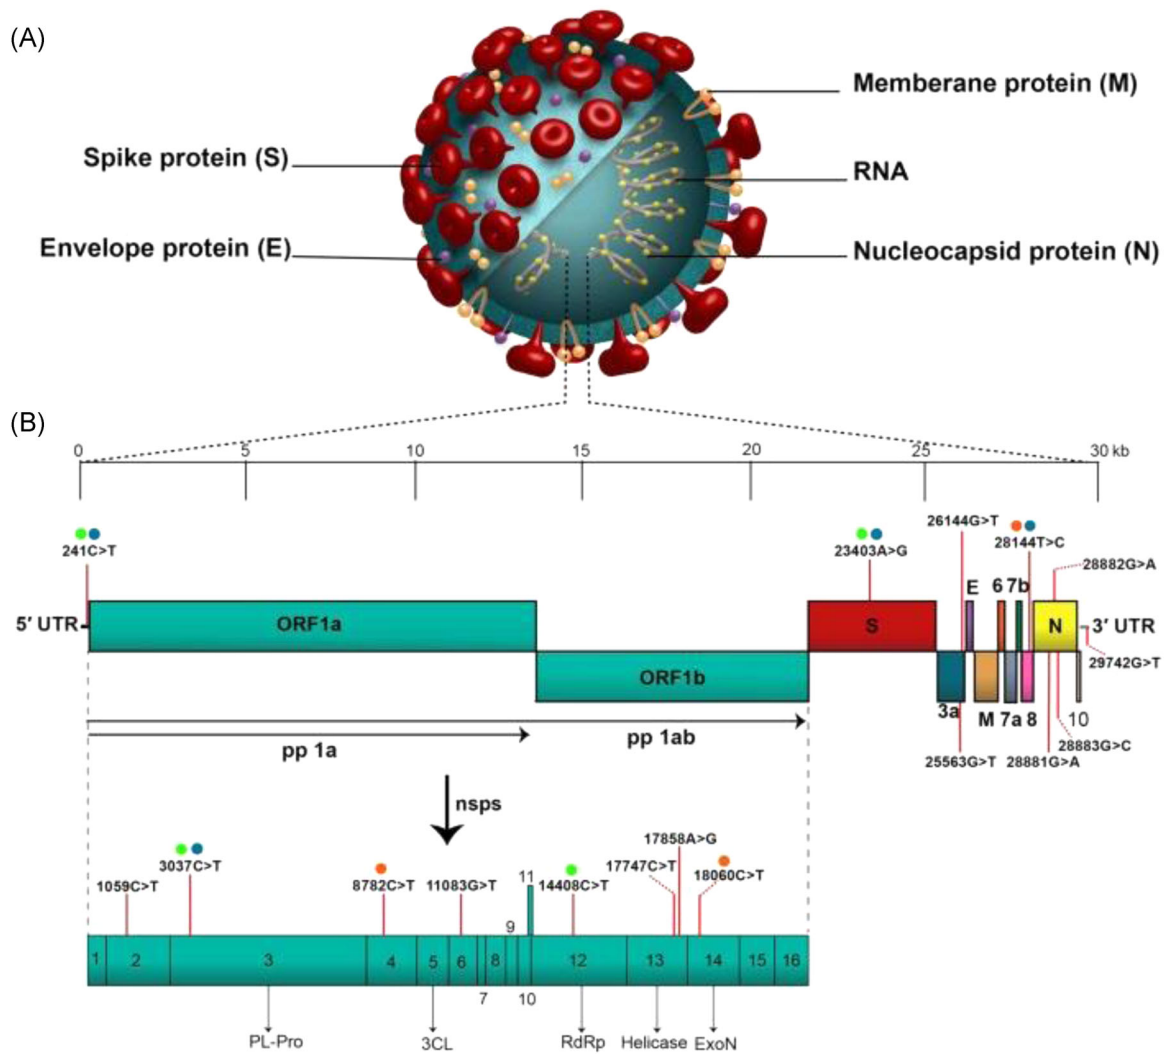 (A)
Memberane protein (M)
Spike protein (S)
RNA
Envelope protein (E)
Nucleocapsid protein (N)
(B)
0 5 10 15 20 25 30 kb
241C>T
23403A>G
26144G>T
28144T>C
28882G>A
E 6 7b
5′ UTR
ORF1a
S
N
3′ UTR
29742G>T
ORF1b
3a M 7a 8 10
pp 1a
pp 1ab
28883G>C
25563G>T
28881G>A
nsps
17858A>G
3037C>T
17747C>T
18060C>T
1059C>T
8782C>T
11083G>T
14408C>T
11
9
1 2 3 4 5 6 8 12 13 14 15 16
7 10
PL-Pro 3CL RdRp Helicase ExoN